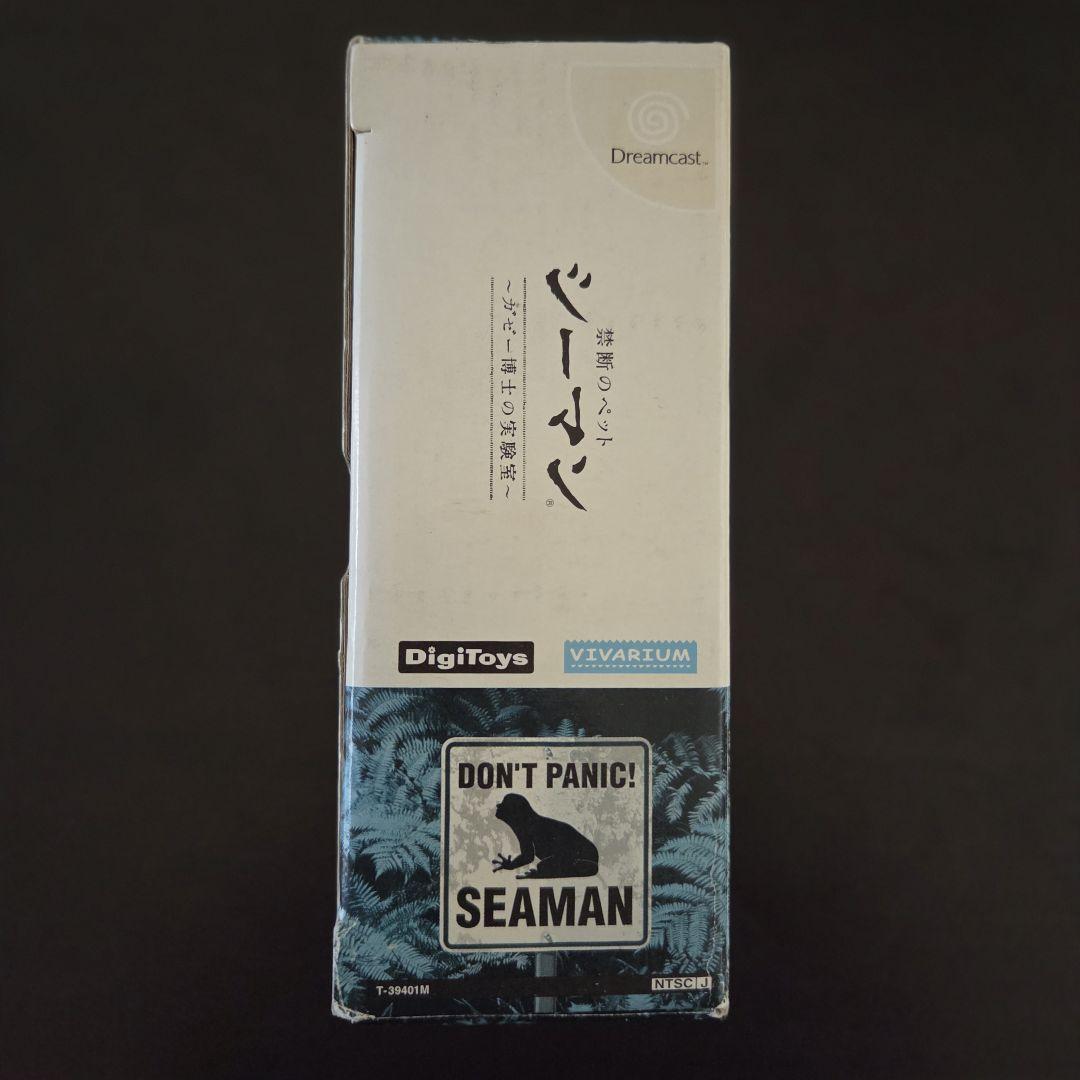 Dreamcast™
禁断のペット
シーマン®
～ガゼー博士の実験室～
DigiToys
VIVARIUM
DON'T PANIC!
SEAMAN
T-39401M
NTSC J